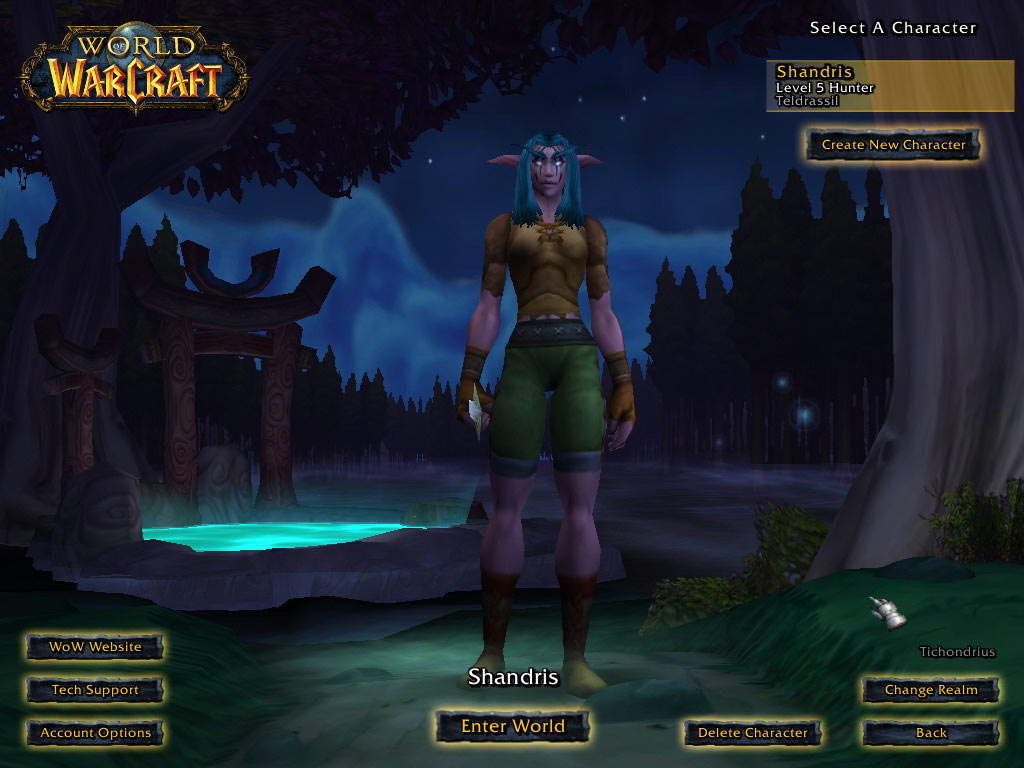 WORLD
OF
WARCRAFT
Select A Character
Shandris
Level 5 Hunter
Teldrassil
Create New Character
WoW Website
Tech Support
Account Options
Shandris
Enter World
Delete Character
Tichondrius
Change Realm
Back